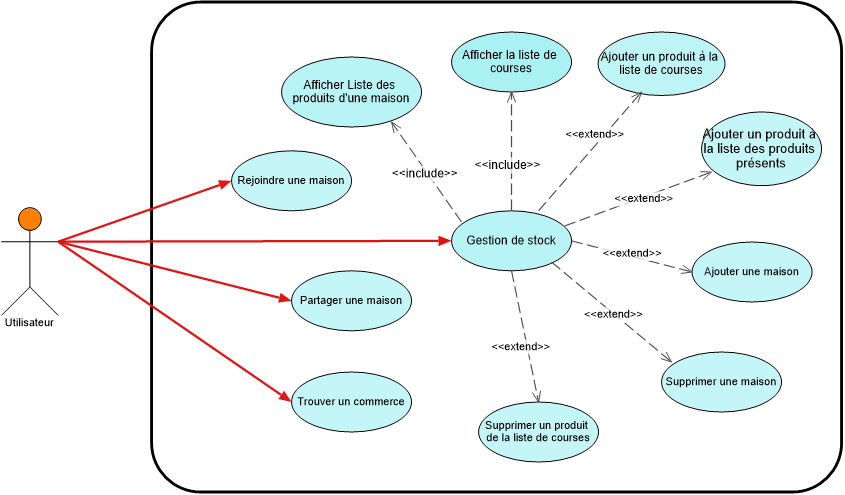 Afficher la liste de
courses
Ajouter un produit à la
liste de courses
Afficher Liste des
produits d'une maison
<<extend>>
Ajouter un produit a
la liste des produits
présents
<<include>>
<<include>>
Rejoindre une maison
<<extend>>
Gestion de stock
<<extend>>
Ajouter une maison
Partager une maison
<<extend>>
Utilisateur
<<extend>>
Supprimer une maison
Trouver un commerce
Supprimer un produit
de la liste de courses